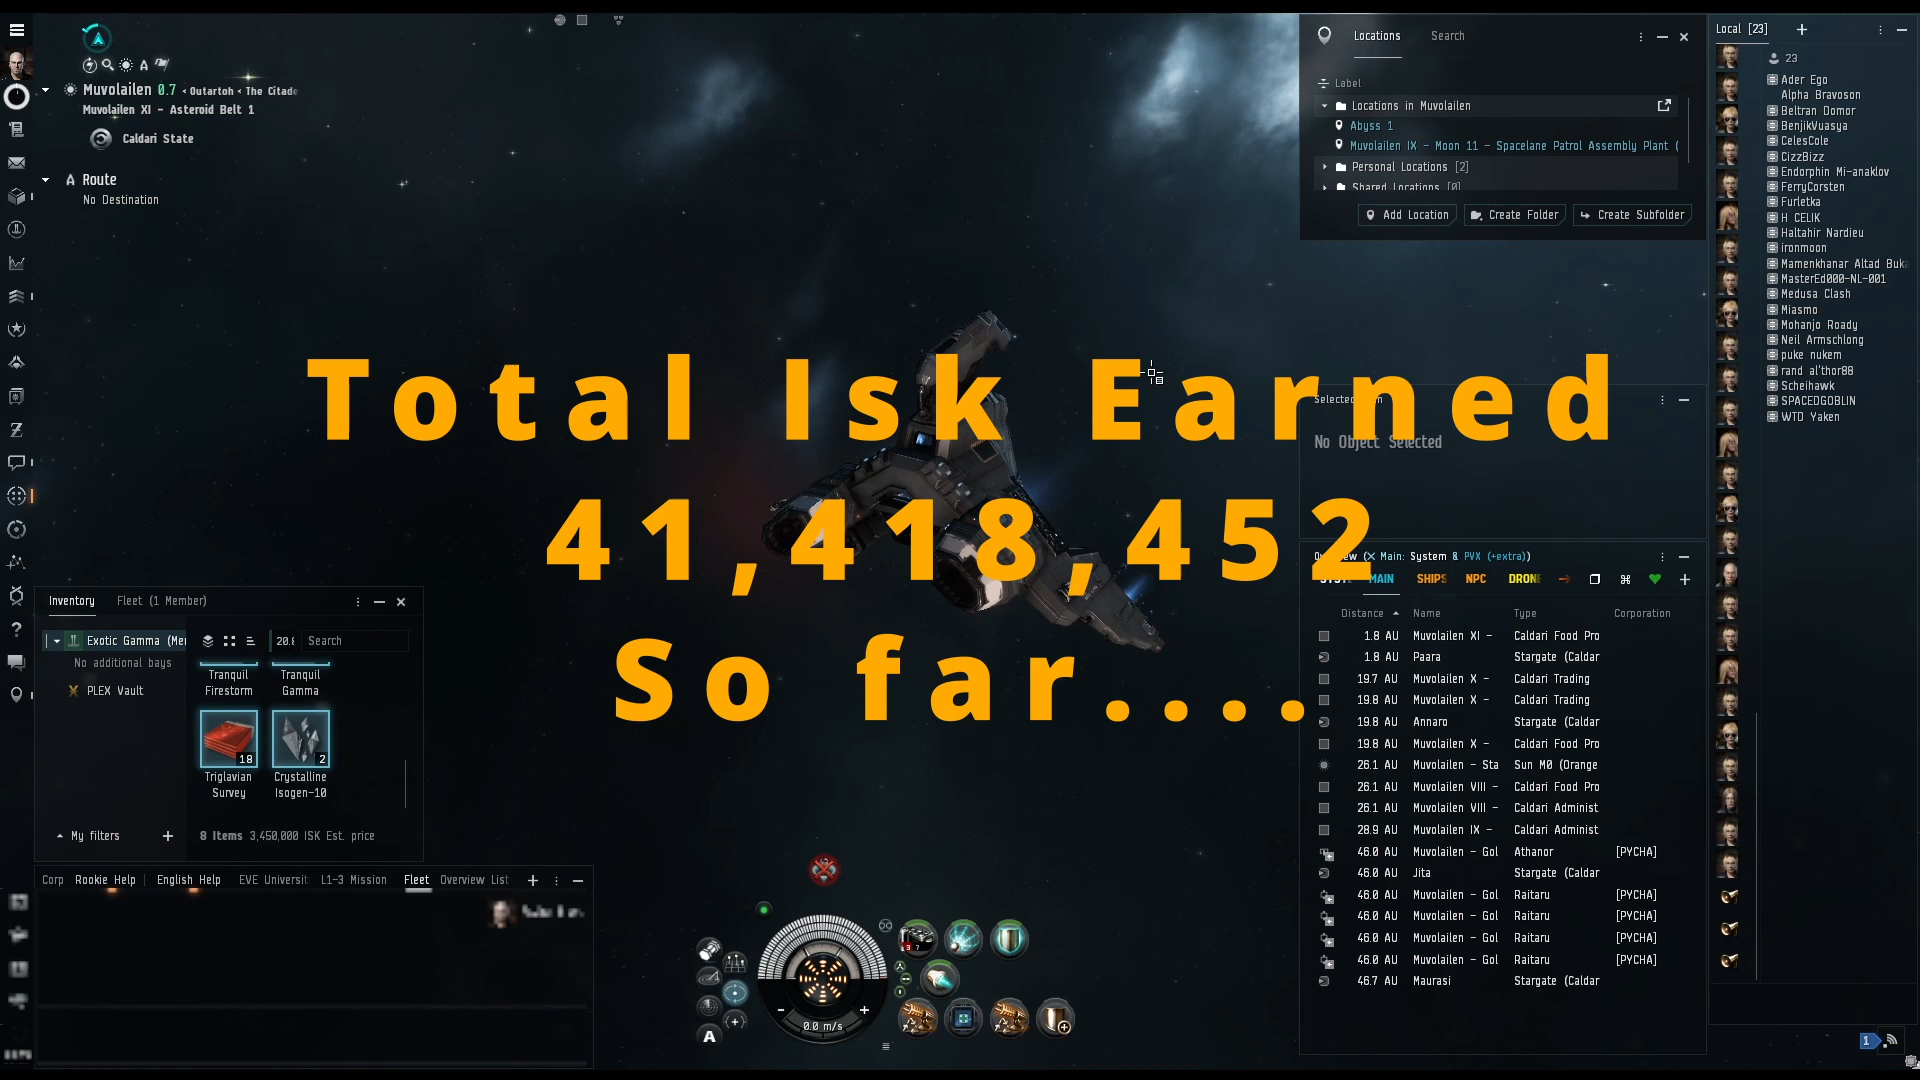 Muvolailen 0.7 < Outartoh < The Citade
Muvolailen XI - Asteroid Belt 1
Caldari State
A Route
No Destination
Total Isk Earned
41,418,452
So far....
Locations Search
Label
Locations in Muvolailen
Abyss 1
Muvolailen IX - Moon 11 - Spacelane Patrol Assembly Plant (
Personal Locations [2]
Shared Locations [0]
Add Location Create Folder Create Subfolder
No Object Selected
(X Main: System & PVX (+extra))
MAIN SHIPS NPC DRONE
Distance Name Type Corporation
1.8 AU Muvolailen XI - Caldari Food Pro
1.8 AU Paara Stargate (Caldar
19.7 AU Muvolailen X - Caldari Trading
19.8 AU Muvolailen X - Caldari Trading
19.8 AU Annaro Stargate (Caldar
19.8 AU Muvolailen X - Caldari Food Pro
26.1 AU Muvolailen - Sta Sun M0 (Orange
26.1 AU Muvolailen VIII - Caldari Food Pro
26.1 AU Muvolailen VIII - Caldari Administ
28.9 AU Muvolailen IX - Caldari Administ
46.0 AU Muvolailen - Gol Athanor [PYCHA]
46.0 AU Jita Stargate (Caldar
46.0 AU Muvolailen - Gol Raitaru [PYCHA]
46.0 AU Muvolailen - Gol Raitaru [PYCHA]
46.0 AU Muvolailen - Gol Raitaru [PYCHA]
46.0 AU Muvolailen - Gol Raitaru [PYCHA]
46.7 AU Maurasi Stargate (Caldar
Local [23]
23
Ader Ego
Alpha Bravoson
Beltran Domor
BenjikVuasya
CelesCole
CizzBizz
Endorphin Mi-anaklov
FerryCorsten
Furletka
H CELIK
Haltahir Nardieu
ironmoon
Mamenkhanar Altad Buka
MasterEd000-NL-001
Medusa Clash
Miasmo
Mohanjo Roady
Neil Armschlong
puke nukem
rand al'thor88
Scheihawk
SPACEDGOBLIN
WTD Yaken
1
Inventory Fleet (1 Member)
Exotic Gamma (Mer 20.8 Search
No additional bays
PLEX Vault
Tranquil Firestorm
Tranquil Gamma
18
Triglavian Survey
2
Crystalline Isogen-10
My filters + 8 Items 3,450,000 ISK Est. price
Corp Rookie Help English Help EVE Universit L1-3 Mission Fleet Overview List
0.0 m/s
A